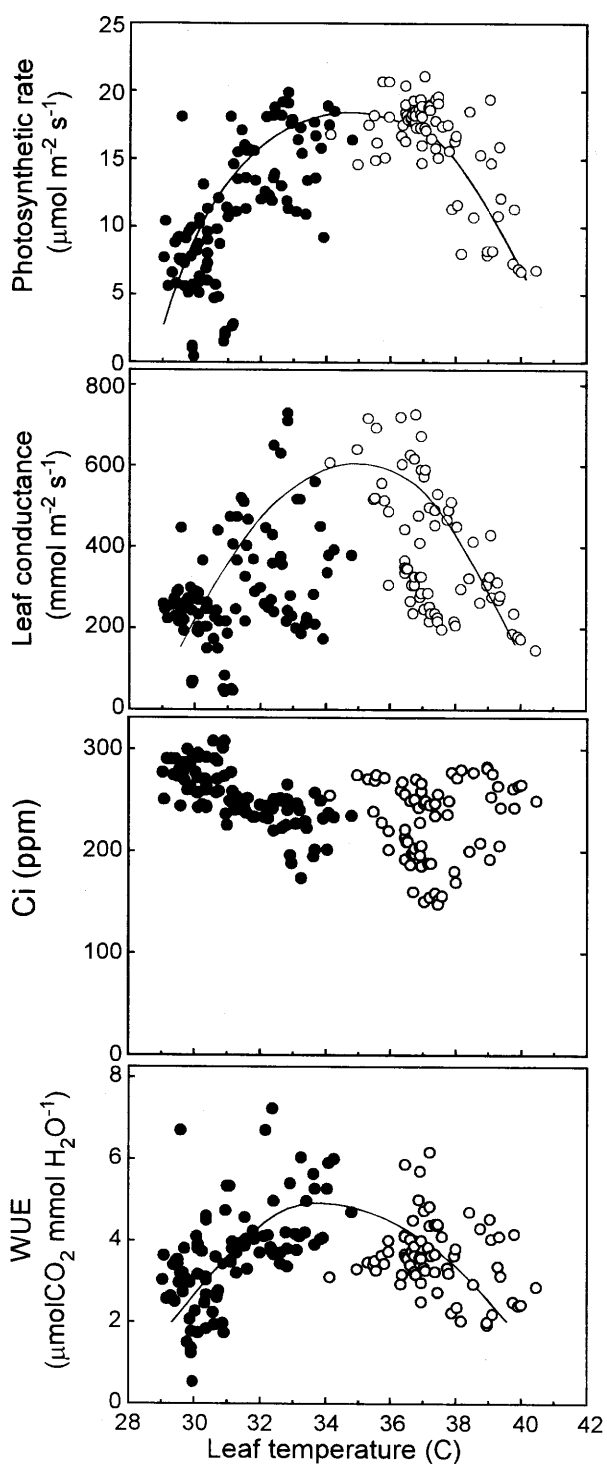 25
20
15
10
5
0
Photosynthetic rate
(μmol m⁻² s⁻¹)
800
600
400
200
0
Leaf conductance
(mmol m⁻² s⁻¹)
300
200
100
0
Ci (ppm)
8
6
4
2
0
WUE
(μmolCO₂ mmol H₂O⁻¹)
28 30 32 34 36 38 40 42
Leaf temperature (C)